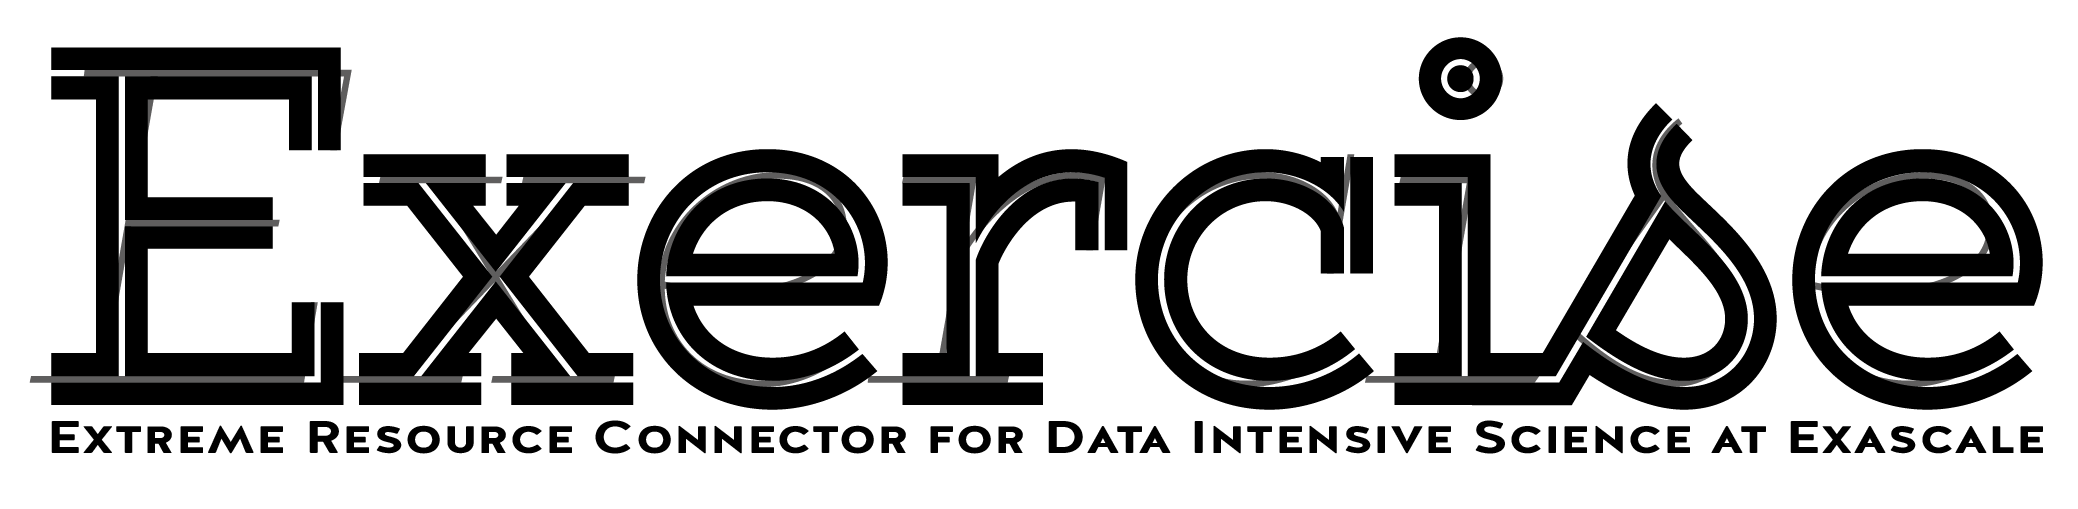 Exercise
Extreme Resource Connector for Data Intensive Science at Exascale